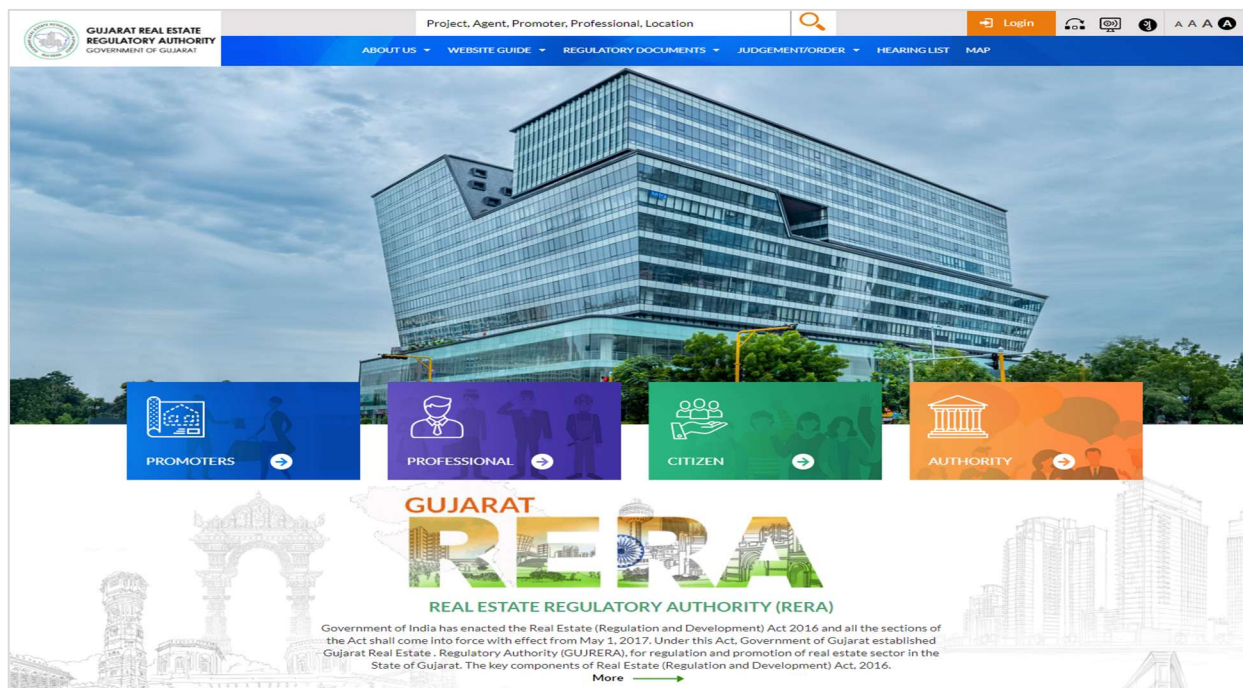 GUJARAT REAL ESTATE
REGULATORY AUTHORITY
GOVERNMENT OF GUJARAT
Project, Agent, Promoter, Professional, Location
Login
ગુ
A A A A
ABOUT US
WEBSITE GUIDE
REGULATORY DOCUMENTS
JUDGEMENT/ORDER
HEARING LIST
MAP
PROMOTERS
PROFESSIONAL
CITIZEN
AUTHORITY
GUJARAT
RERA
REAL ESTATE REGULATORY AUTHORITY (RERA)
Government of India has enacted the Real Estate (Regulation and Development) Act 2016 and all the sections of
the Act shall come into force with effect from May 1, 2017. Under this Act, Government of Gujarat established
Gujarat Real Estate . Regulatory Authority (GUJRERA), for regulation and promotion of real estate sector in the
State of Gujarat. The key components of Real Estate (Regulation and Development) Act, 2016.
More